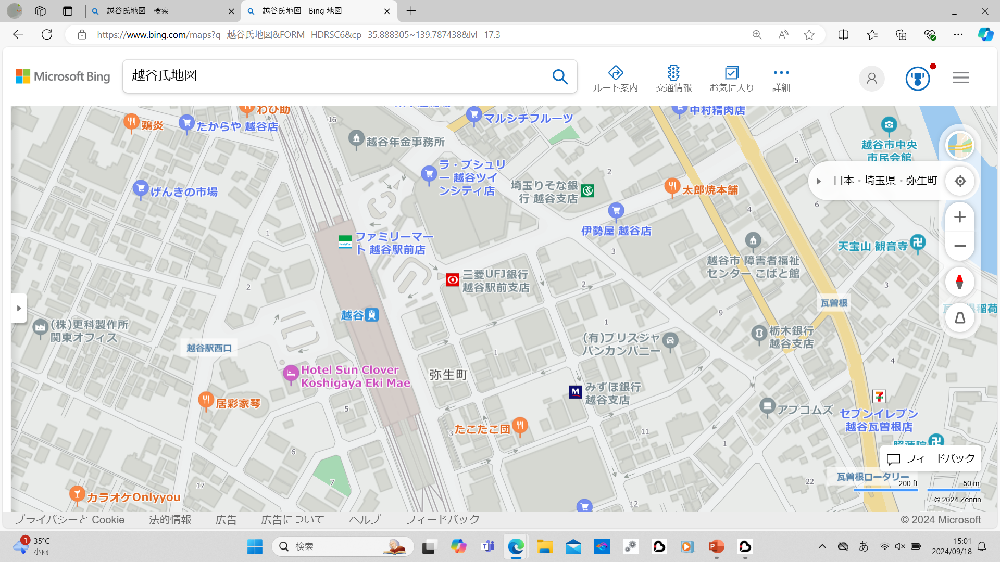 越谷氏地図 - 検索
越谷氏地図 - Bing 地図
https://www.bing.com/maps?q=越谷氏地図&FORM=HDRSC6&cp=35.888305~139.787438&lvl=17.3
Microsoft Bing
越谷氏地図
ルート案内
交通情報
お気に入り
詳細
わび助
中村精肉店
鶏炎
たからや 越谷店
16
マルシチフルーツ
越谷年金事務所
越谷市中央
市民会館
ラ・ブシュリ
ー 越谷ツイ
ンシティ店
5
2
日本・埼玉県・弥生町
埼玉りそな銀
行 越谷支店
太郎焼本舗
げんきの市場
6
4
伊勢屋 越谷店
1
ファミリーマー
ト 越谷駅前店
天宝山 観音寺
3
越谷市 障害者福祉
センター こばと館
三菱UFJ銀行
越谷駅前支店
2
2
3
瓦曽根
越谷
9
1
(株)更科製作所
関東オフィス
栃木銀行
越谷支店
(有)ブリスジャ
パンカンパニー
越谷駅西口
1
4
Hotel Sun Clover
Koshigaya Eki Mae
弥生町
みずほ銀行
越谷支店
居彩家琴
5
アプコムズ
セブンイレブン
越谷瓦曽根店
たこたこ団
3
11
1
照蓮院
6
フィードバック
7
17
22
瓦曽根ロータリー
200 ft
50 m
カラオケOnlyyou
12
© 2024 Zenrin
プライバシーと Cookie
法的情報
広告
広告について
ヘルプ
フィードバック
© 2024 Microsoft
1
35°C
小雨
検索
あ
15:01
2024/09/18